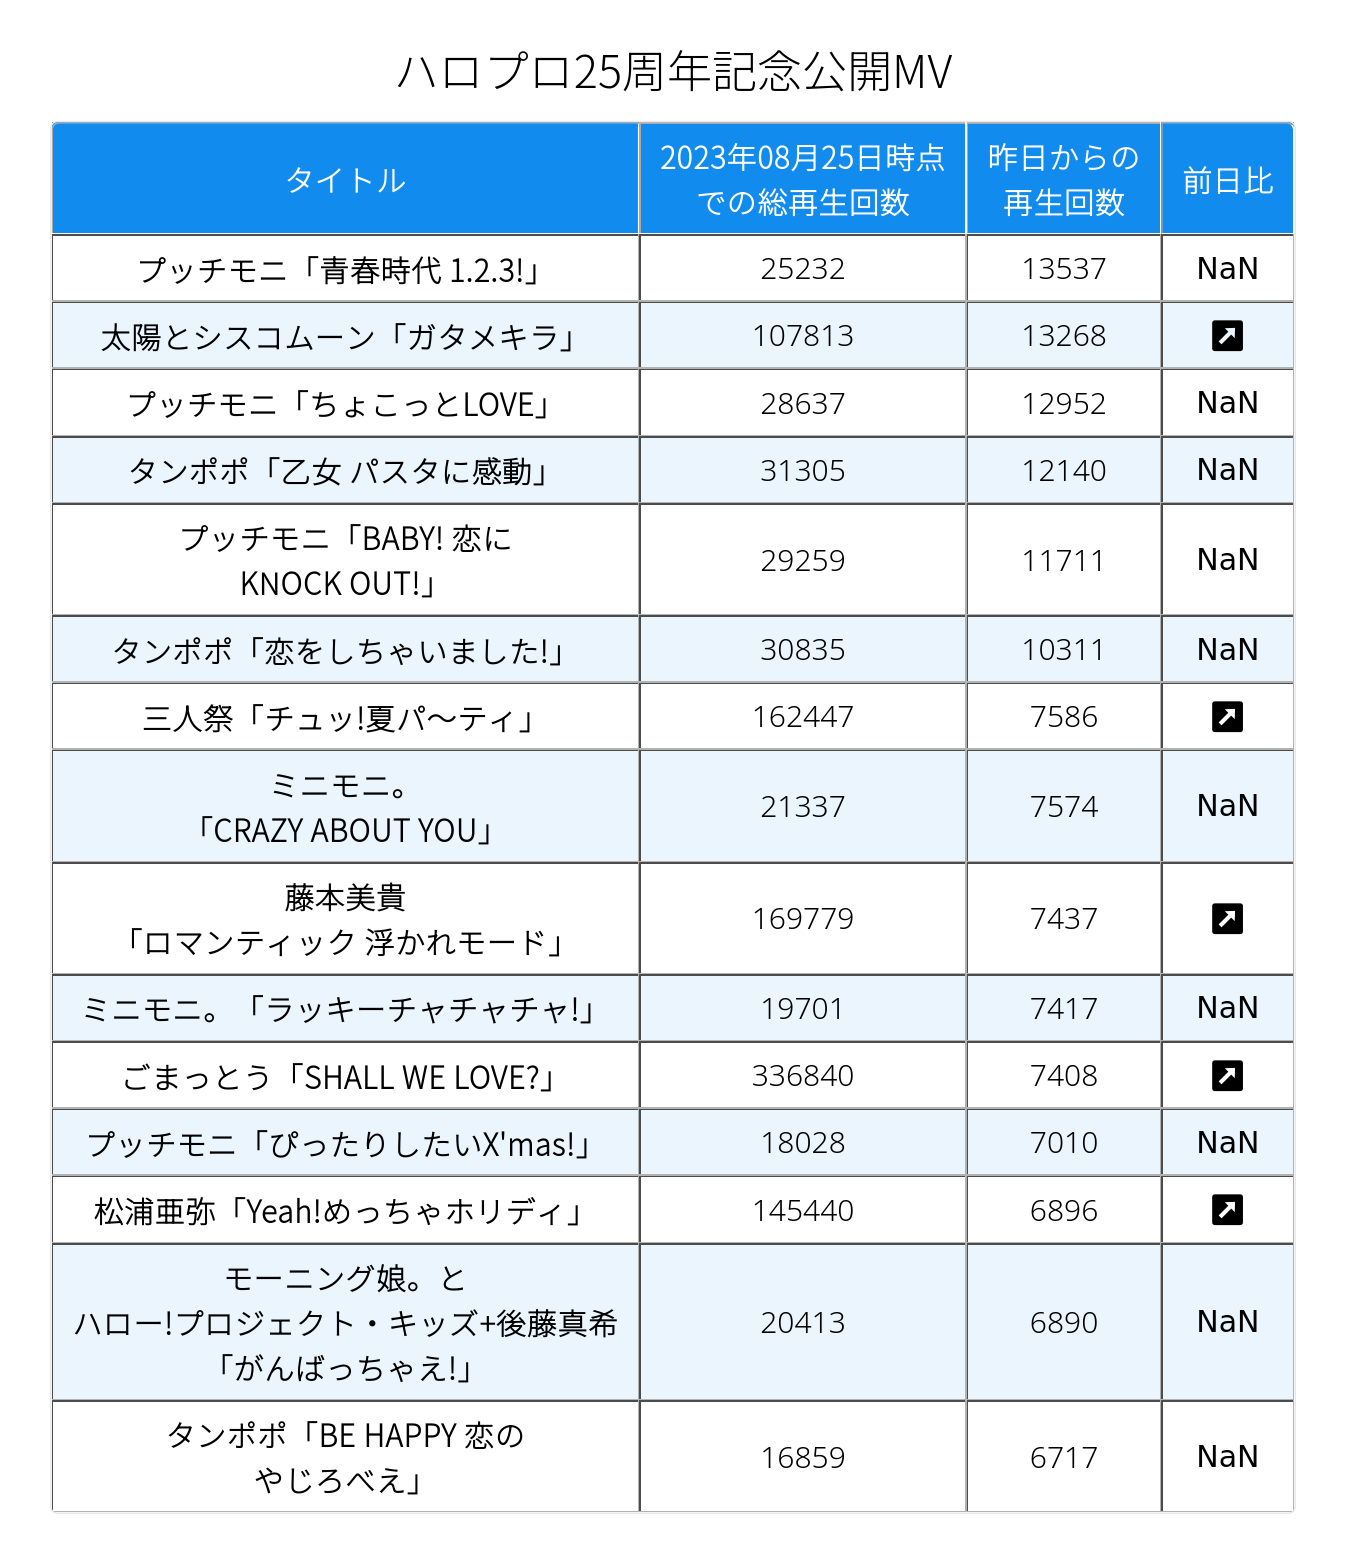 ハロプロ25周年記念公開MV
タイトル
2023年08月25日時点
での総再生回数
昨日からの
再生回数
前日比
プッチモニ「青春時代 1.2.3!」
25232
13537
NaN
太陽とシスコムーン「ガタメキラ」
107813
13268
プッチモニ「ちょこっとLOVE」
28637
12952
NaN
タンポポ「乙女 パスタに感動」
31305
12140
NaN
プッチモニ「BABY! 恋に
KNOCK OUT!」
29259
11711
NaN
タンポポ「恋をしちゃいました!」
30835
10311
NaN
三人祭「チュッ!夏パ〜ティ」
162447
7586
ミニモニ。
「CRAZY ABOUT YOU」
21337
7574
NaN
藤本美貴
「ロマンティック 浮かれモード」
169779
7437
ミニモニ。「ラッキーチャチャチャ!」
19701
7417
NaN
ごまっとう「SHALL WE LOVE?」
336840
7408
プッチモニ「ぴったりしたいX'mas!」
18028
7010
NaN
松浦亜弥「Yeah!めっちゃホリディ」
145440
6896
モーニング娘。と
ハロー!プロジェクト・キッズ+後藤真希
「がんばっちゃえ!」
20413
6890
NaN
タンポポ「BE HAPPY 恋の
やじろべえ」
16859
6717
NaN